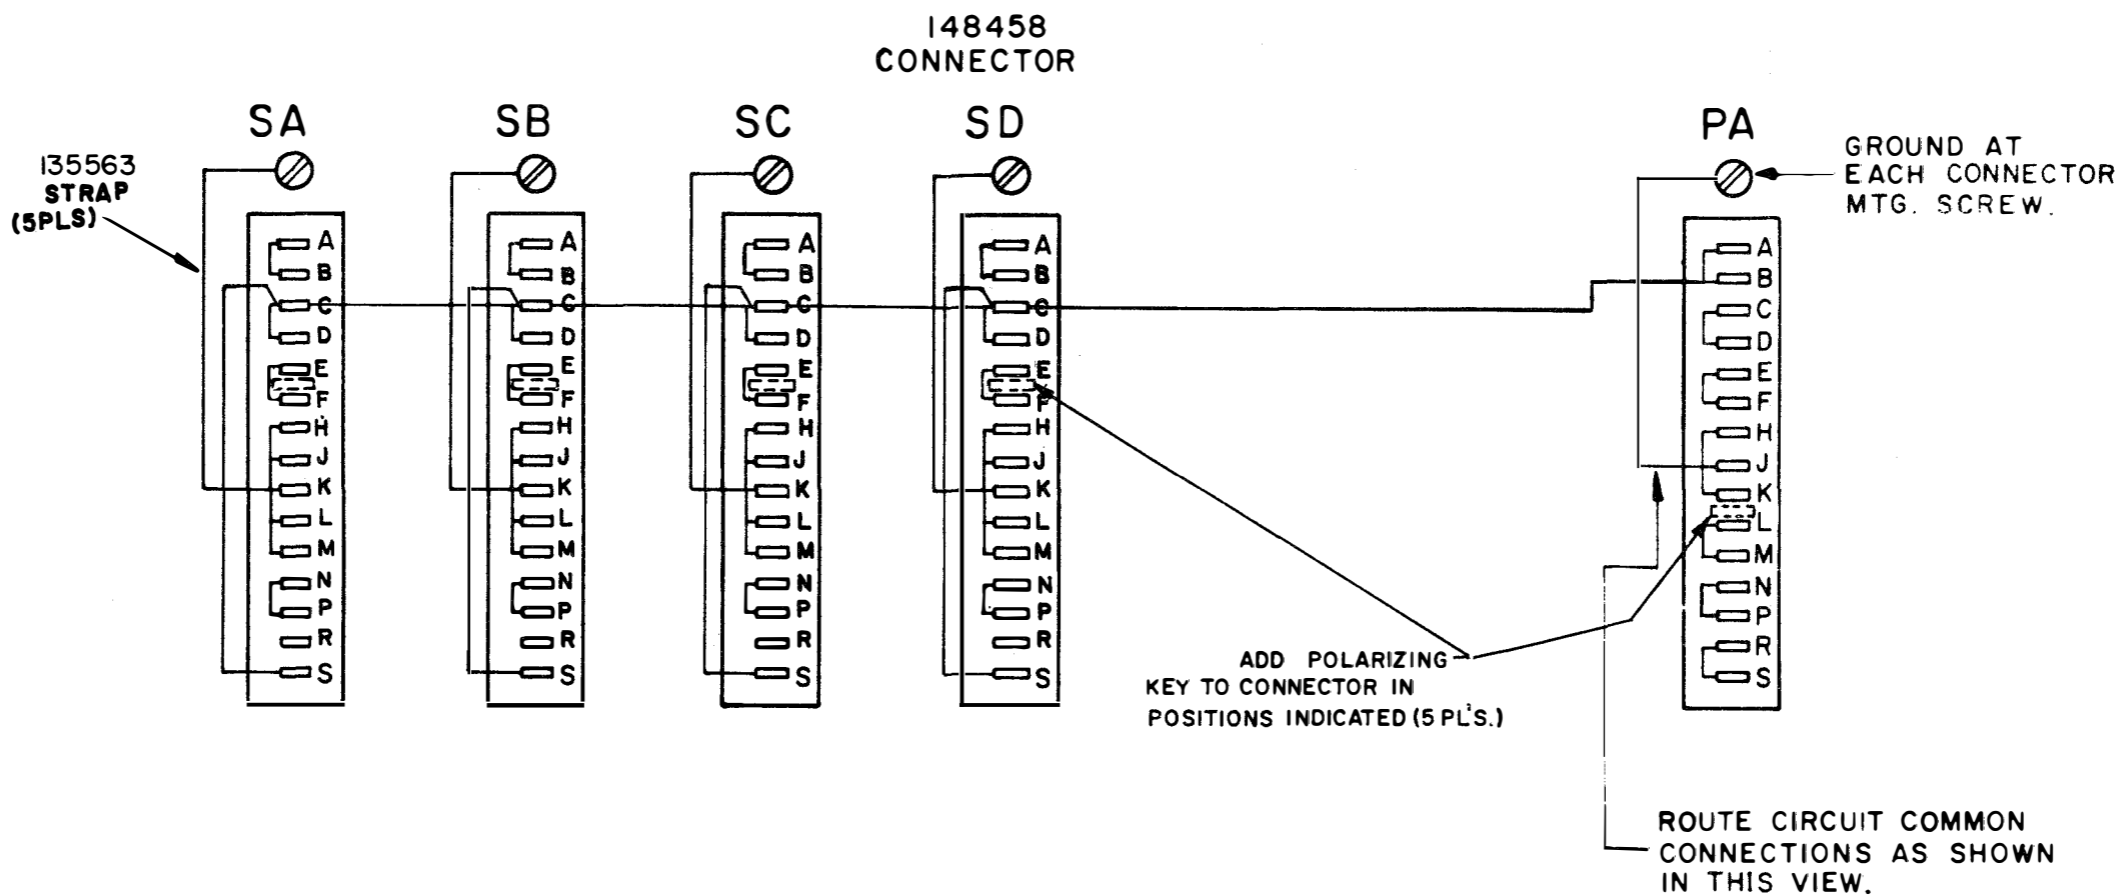 148458
CONNECTOR
SA
SB
SC
SD
PA
135563
STRAP
(5PLS)
GROUND AT
EACH CONNECTOR
MTG. SCREW.
A
B
C
D
E
F
H
J
K
L
M
N
P
R
S
A
B
C
D
E
F
H
J
K
L
M
N
P
R
S
A
B
C
D
E
F
H
J
K
L
M
N
P
R
S
A
B
C
D
E
F
H
J
K
L
M
N
P
R
S
A
B
C
D
E
F
H
J
K
L
M
N
P
R
S
ADD POLARIZING
KEY TO CONNECTOR IN
POSITIONS INDICATED (5 PL'S.)
ROUTE CIRCUIT COMMON
CONNECTIONS AS SHOWN
IN THIS VIEW.